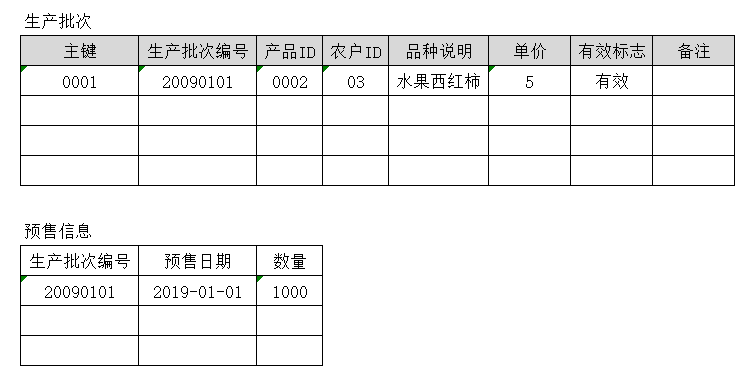 生产批次
主键 生产批次编号 产品ID 农户ID 品种说明 单价 有效标志 备注
0001 20090101 0002 03 水果西红柿 5 有效
预售信息
生产批次编号 预售日期 数量
20090101 2019-01-01 1000